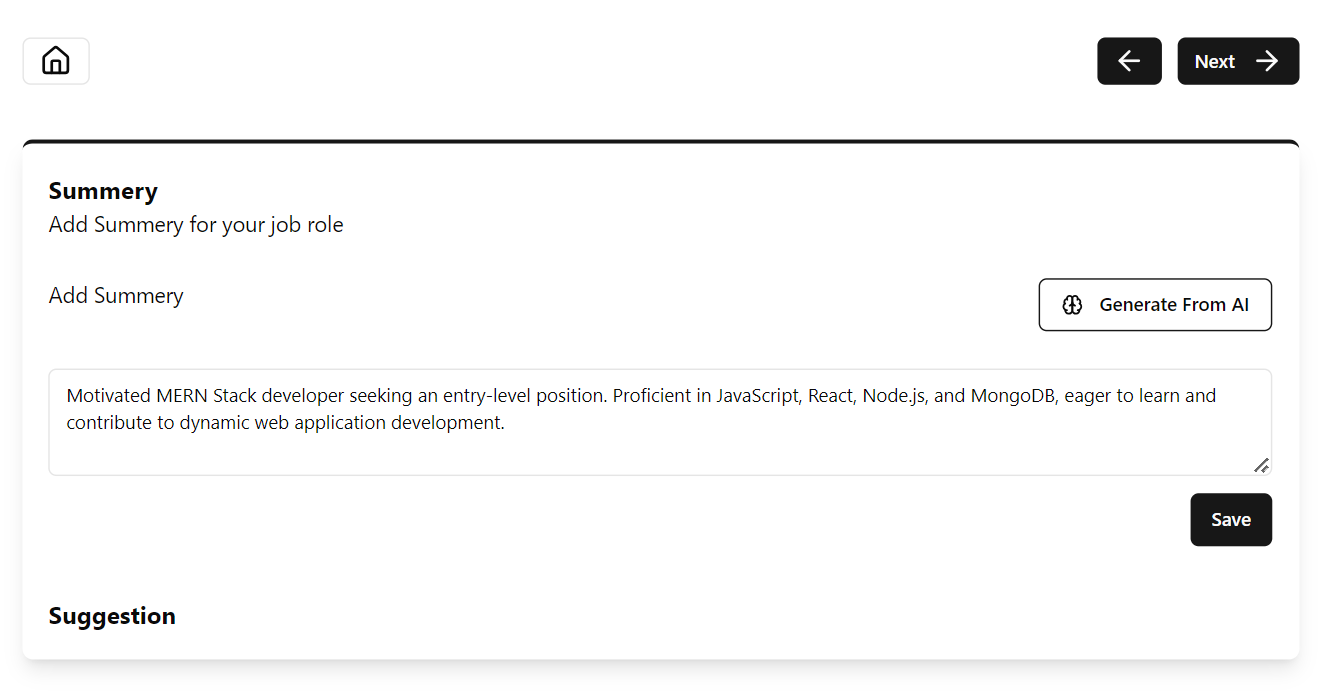 Next
Summery
Add Summery for your job role
Add Summery
Generate From AI
Motivated MERN Stack developer seeking an entry-level position. Proficient in JavaScript, React, Node.js, and MongoDB, eager to learn and
contribute to dynamic web application development.
Save
Suggestion